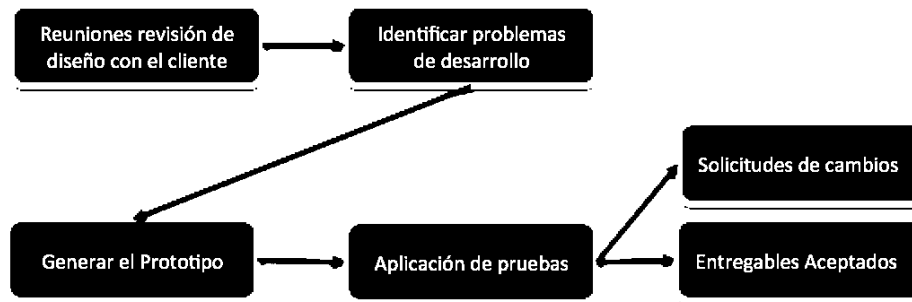 Reuniones revisión de
diseño con el cliente
Identificar problemas
de desarrollo
Solicitudes de cambios
Generar el Prototipo
Aplicación de pruebas
Entregables Aceptados